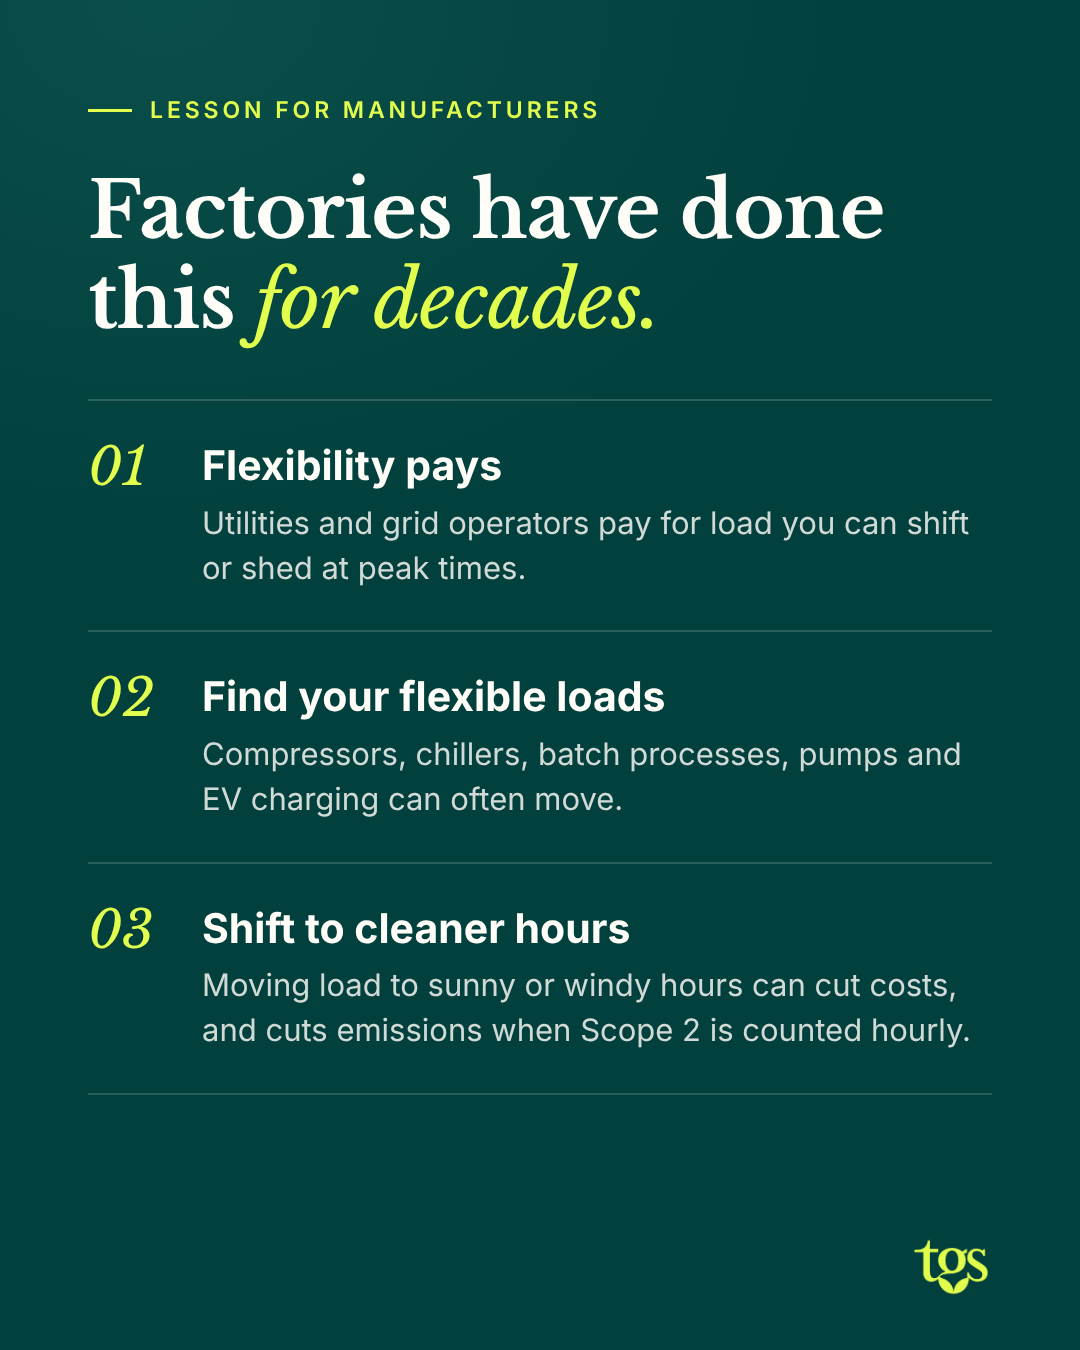 LESSON FOR MANUFACTURERS
Factories have done
this for decades.
01
Flexibility pays
Utilities and grid operators pay for load you can shift
or shed at peak times.
02
Find your flexible loads
Compressors, chillers, batch processes, pumps and
EV charging can often move.
03
Shift to cleaner hours
Moving load to sunny or windy hours can cut costs,
and cuts emissions when Scope 2 is counted hourly.
tgs